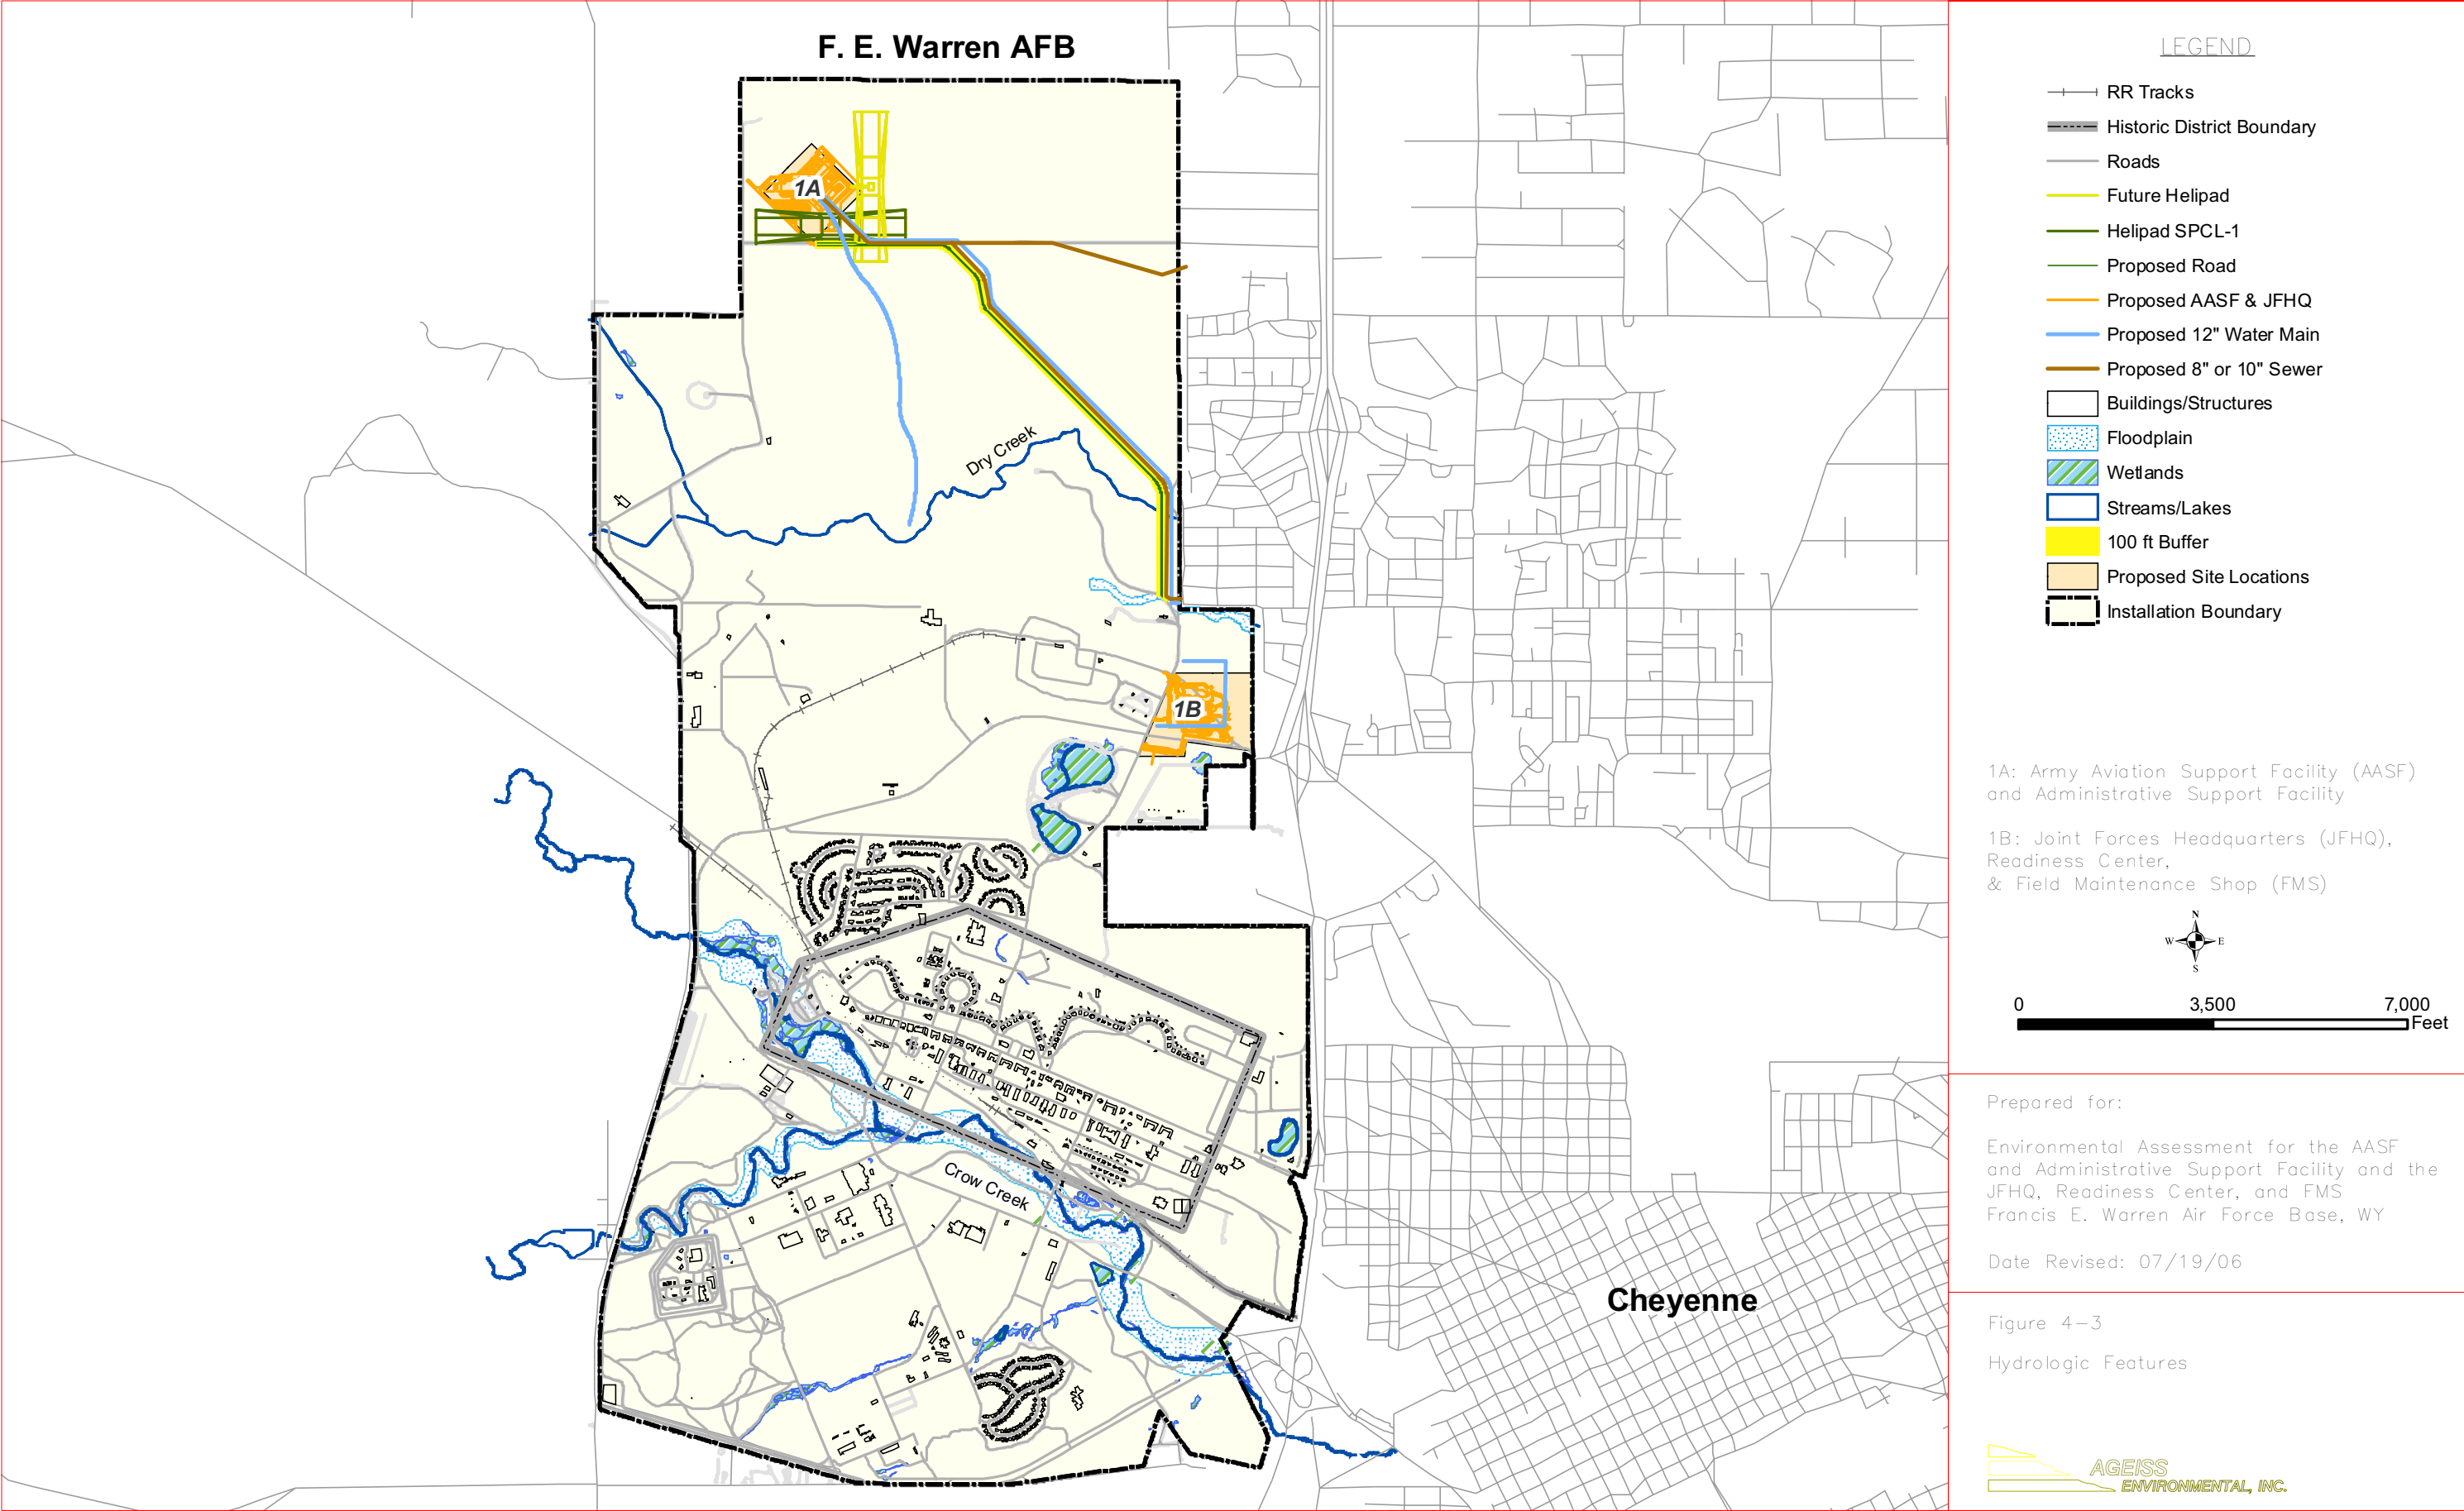 F. E. Warren AFB
1A
Dry Creek
1B
Crow Creek
Cheyenne
LEGEND
RR Tracks
Historic District Boundary
Roads
Future Helipad
Helipad SPCL-1
Proposed Road
Proposed AASF & JFHQ
Proposed 12" Water Main
Proposed 8" or 10" Sewer
Buildings/Structures
Floodplain
Wetlands
Streams/Lakes
100 ft Buffer
Proposed Site Locations
Installation Boundary
1A: Army Aviation Support Facility (AASF)
and Administrative Support Facility
1B: Joint Forces Headquarters (JFHQ),
Readiness Center,
& Field Maintenance Shop (FMS)
N
W E
S
0 3,500 7,000
Feet
Prepared for:
Environmental Assessment for the AASF
and Administrative Support Facility and the
JFHQ, Readiness Center, and FMS
Francis E. Warren Air Force Base, WY
Date Revised: 07/19/06
Figure 4-3
Hydrologic Features
AGEISS
ENVIRONMENTAL, INC.